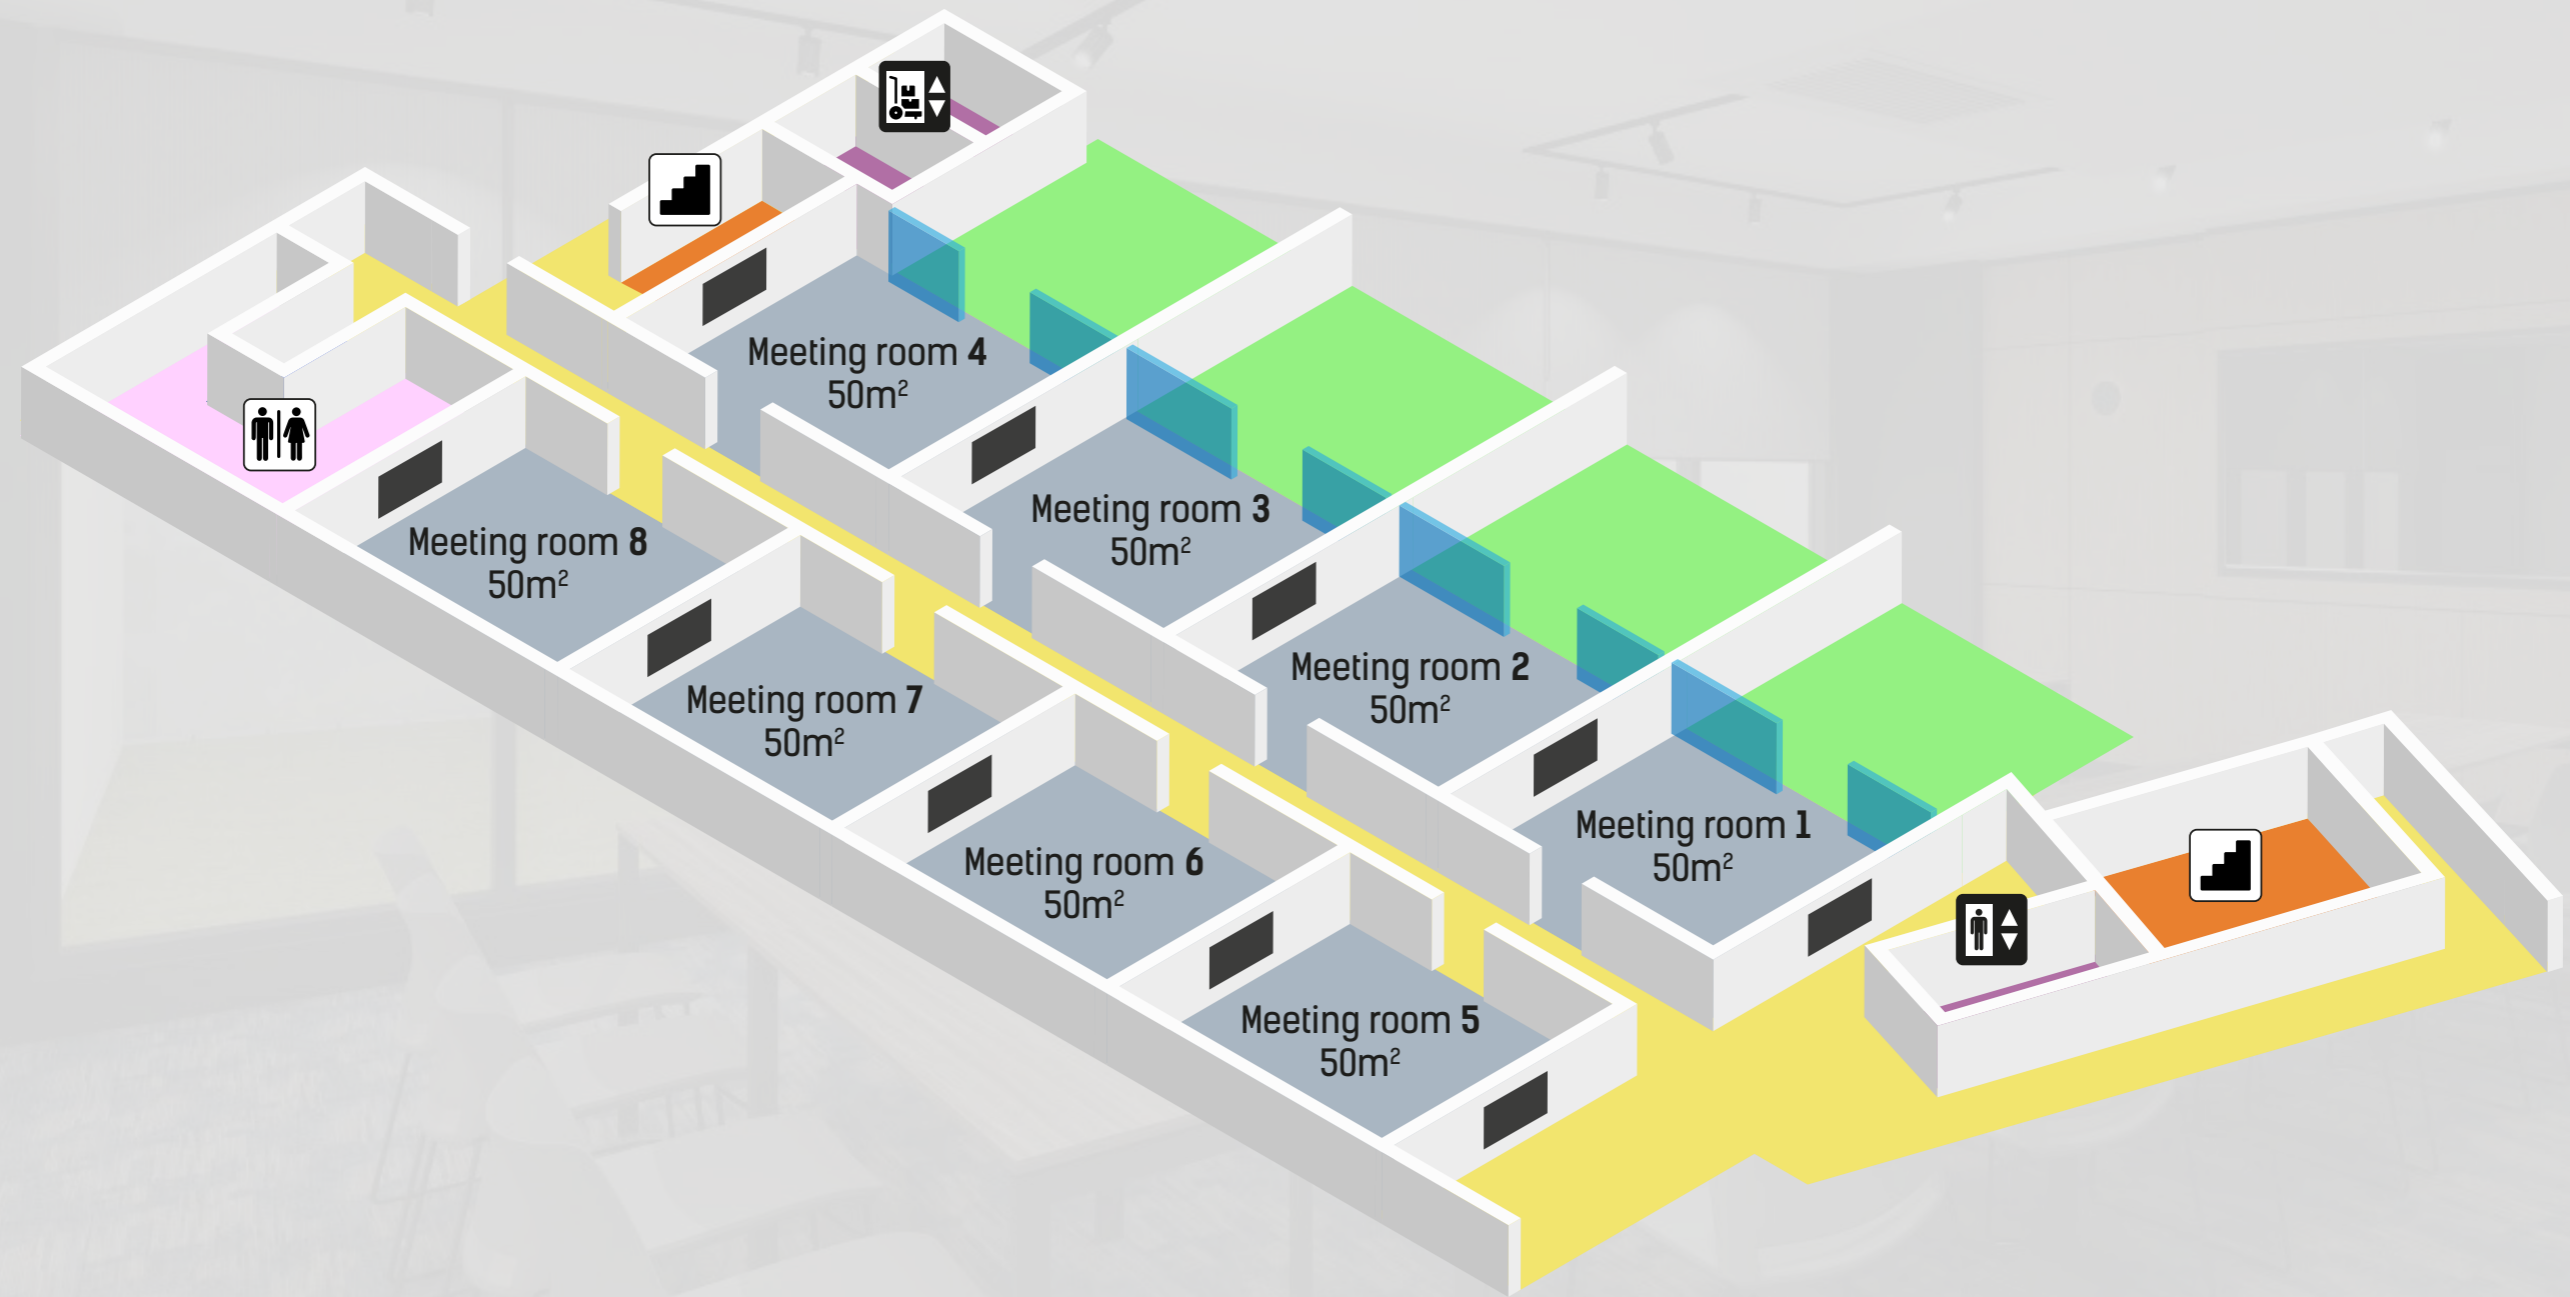 Meeting room 4
50m²
Meeting room 3
50m²
Meeting room 8
50m²
Meeting room 2
50m²
Meeting room 7
50m²
Meeting room 1
50m²
Meeting room 6
50m²
Meeting room 5
50m²